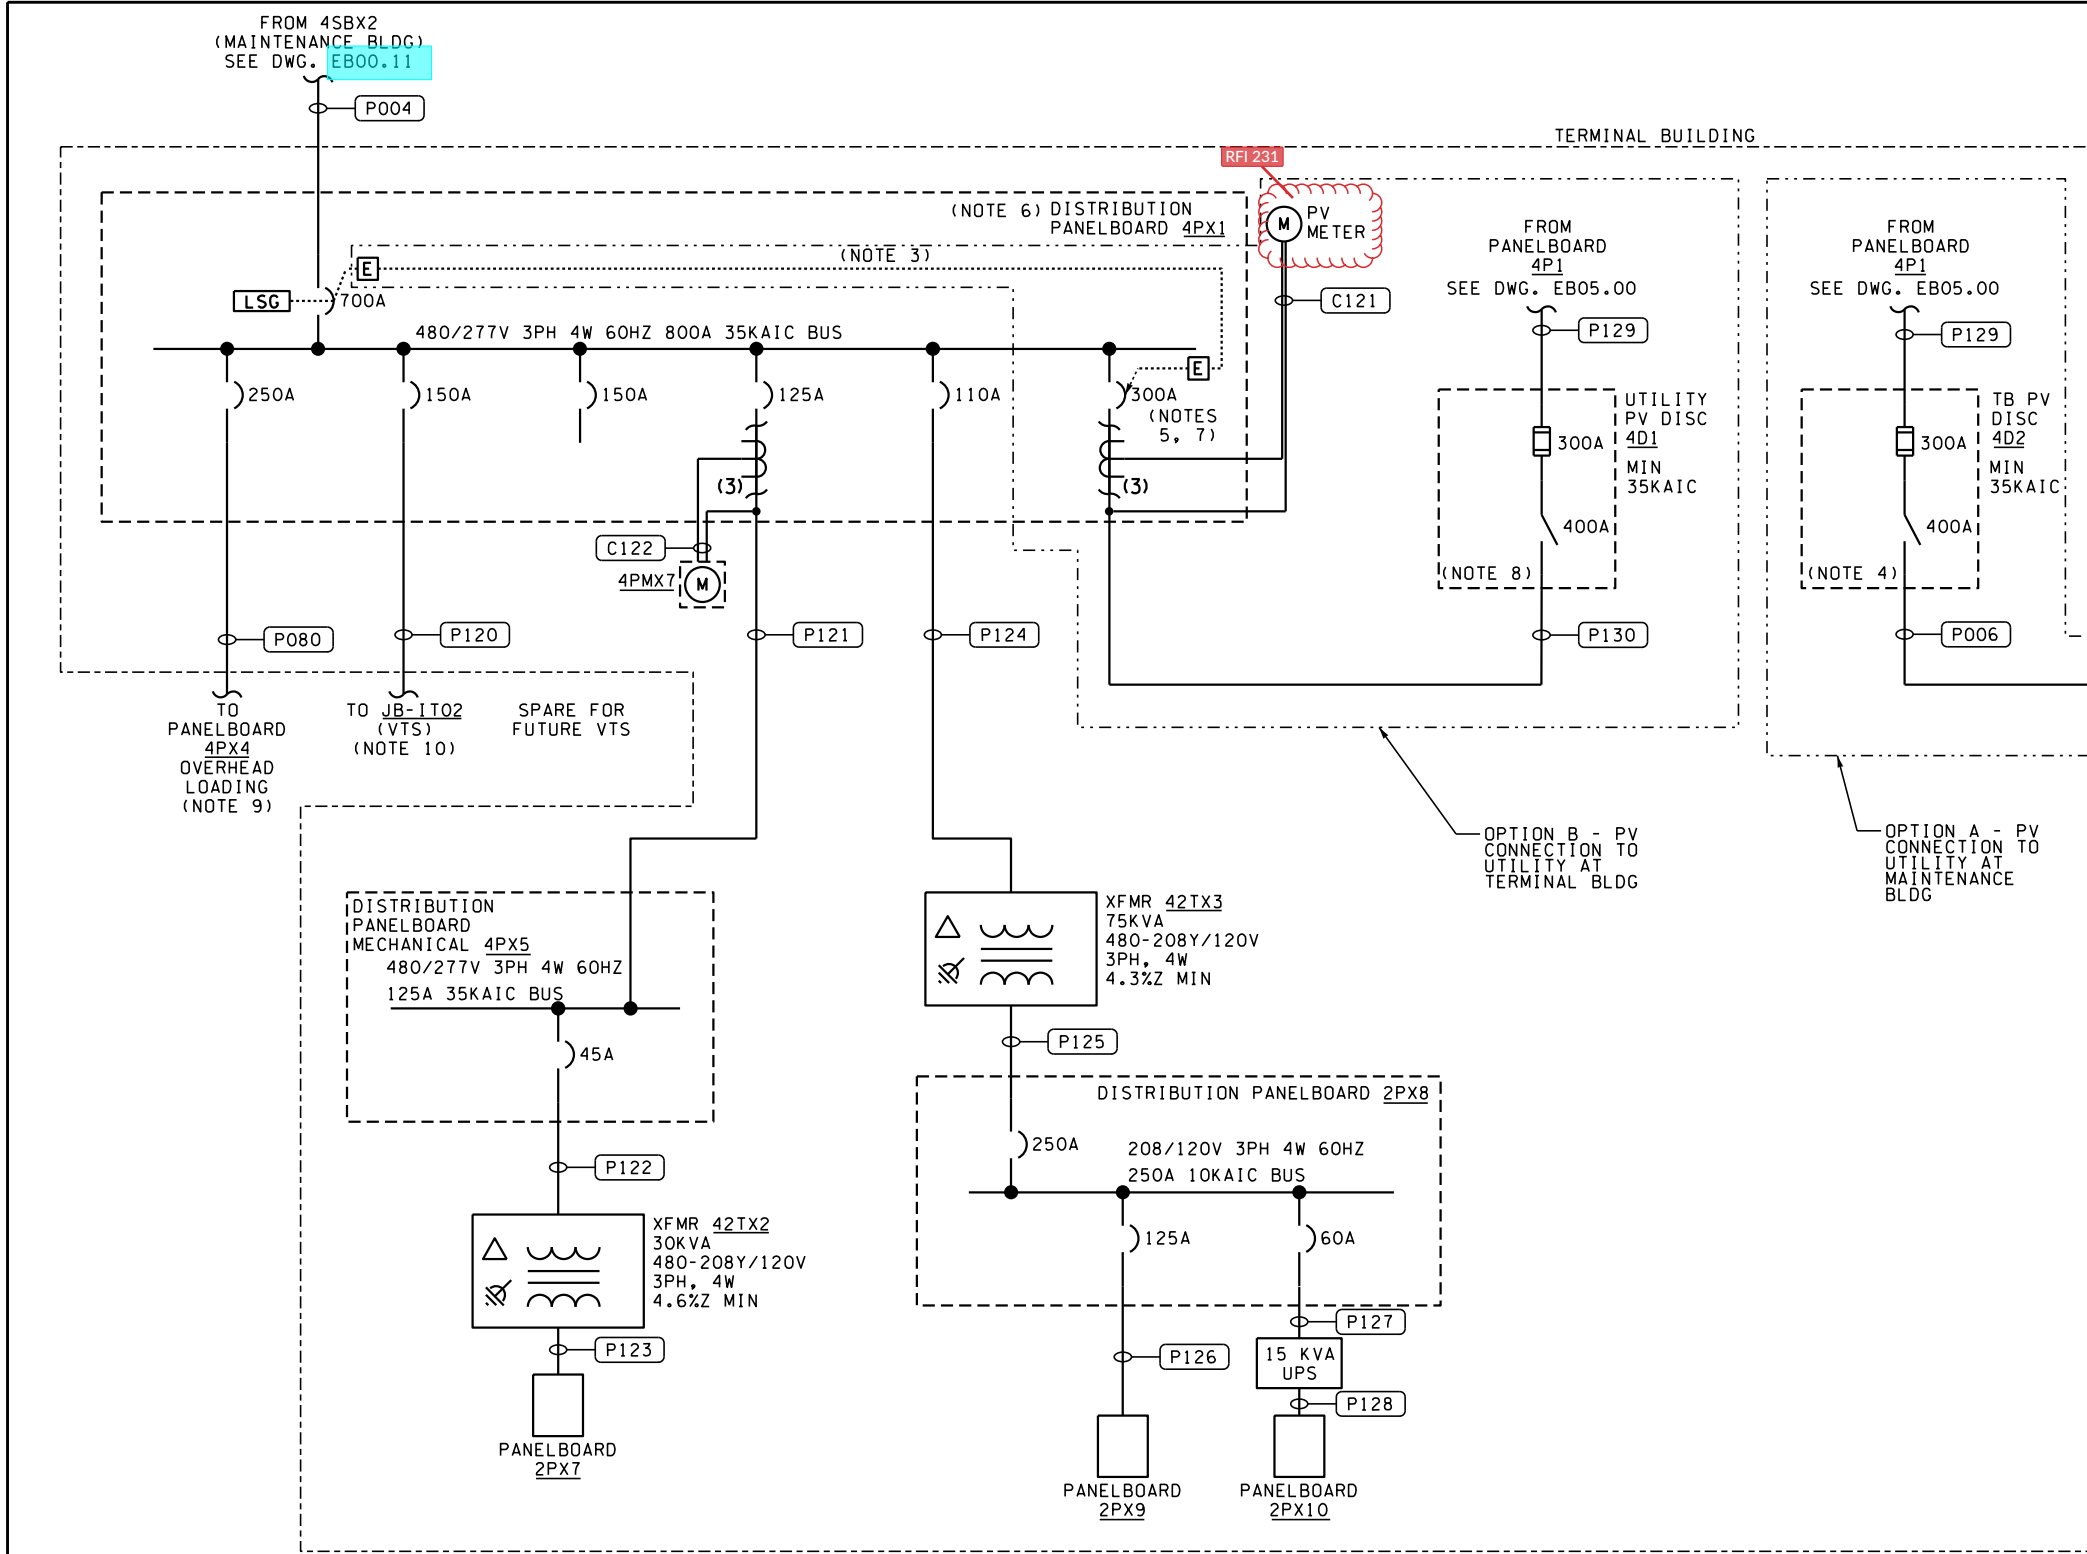 FROM 4SBX2
(MAINTENANCE BLDG)
SEE DWG. EB00.11
P004
TERMINAL BUILDING
RFI 231
(NOTE 6) DISTRIBUTION
PANELBOARD 4PX1
M
PV
METER
C121
(NOTE 3)
E
LSG
700A
480/277V 3PH 4W 60HZ 800A 35KAIC BUS
E
250A
150A
150A
125A
110A
300A
(NOTES
5, 7)
(3)
(3)
C122
4PMX7
M
P080
P120
P121
P124
TO
PANELBOARD
4PX4
OVERHEAD
LOADING
(NOTE 9)
TO JB-IT02
(VTS)
(NOTE 10)
SPARE FOR
FUTURE VTS
FROM
PANELBOARD
4P1
SEE DWG. EB05.00
P129
UTILITY
PV DISC
4D1
MIN
35KAIC
300A
400A
(NOTE 8)
P130
FROM
PANELBOARD
4P1
SEE DWG. EB05.00
P129
TB PV
DISC
4D2
MIN
35KAIC
300A
400A
(NOTE 4)
P006
OPTION B - PV
CONNECTION TO
UTILITY AT
TERMINAL BLDG
OPTION A - PV
CONNECTION TO
UTILITY AT
MAINTENANCE
BLDG
DISTRIBUTION
PANELBOARD
MECHANICAL 4PX5
480/277V 3PH 4W 60HZ
125A 35KAIC BUS
45A
P122
XFMR 42TX2
30KVA
480-208Y/120V
3PH, 4W
4.6%Z MIN
P123
PANELBOARD
2PX7
XFMR 42TX3
75KVA
480-208Y/120V
3PH, 4W
4.3%Z MIN
P125
DISTRIBUTION PANELBOARD 2PX8
250A
208/120V 3PH 4W 60HZ
250A 10KAIC BUS
125A
60A
P127
P126
15 KVA
UPS
P128
PANELBOARD
2PX9
PANELBOARD
2PX10